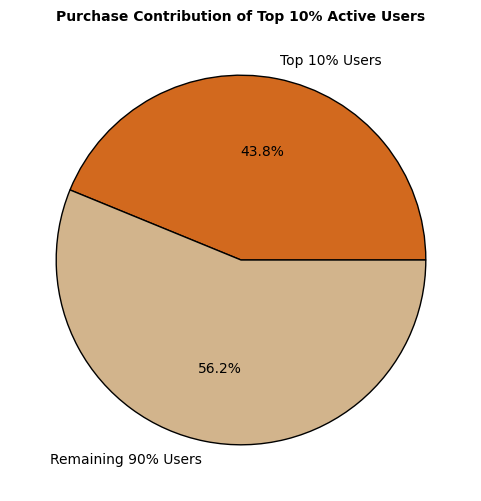 Purchase Contribution of Top 10% Active Users
Top 10% Users
43.8%
56.2%
Remaining 90% Users